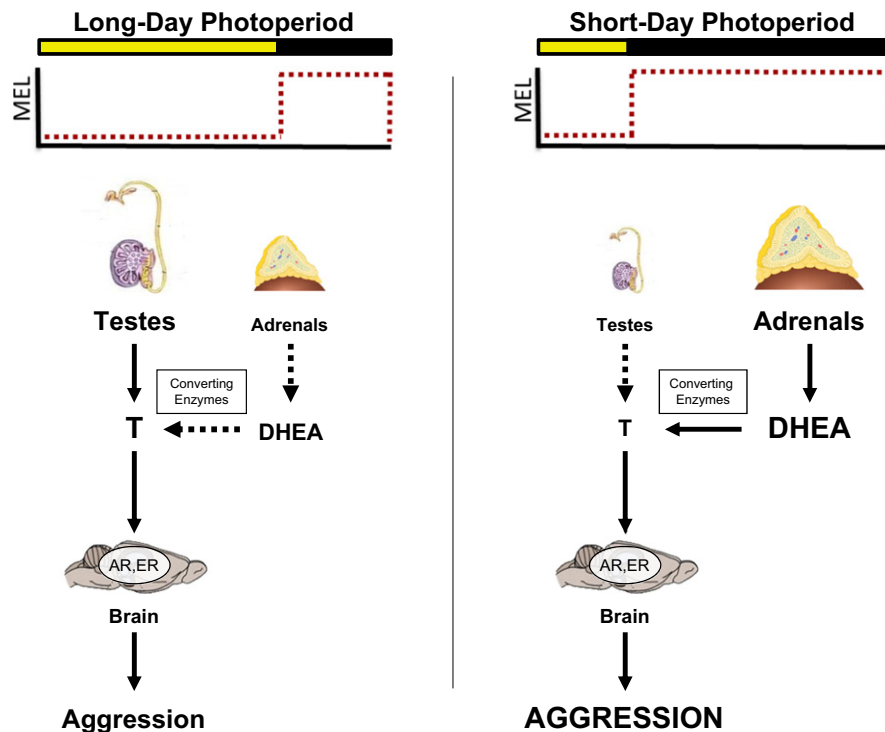 Long-Day Photoperiod
MEL
Testes
Adrenals
Converting
Enzymes
T
DHEA
AR,ER
Brain
Aggression
Short-Day Photoperiod
MEL
Testes
Adrenals
Converting
Enzymes
T
DHEA
AR,ER
Brain
AGGRESSION